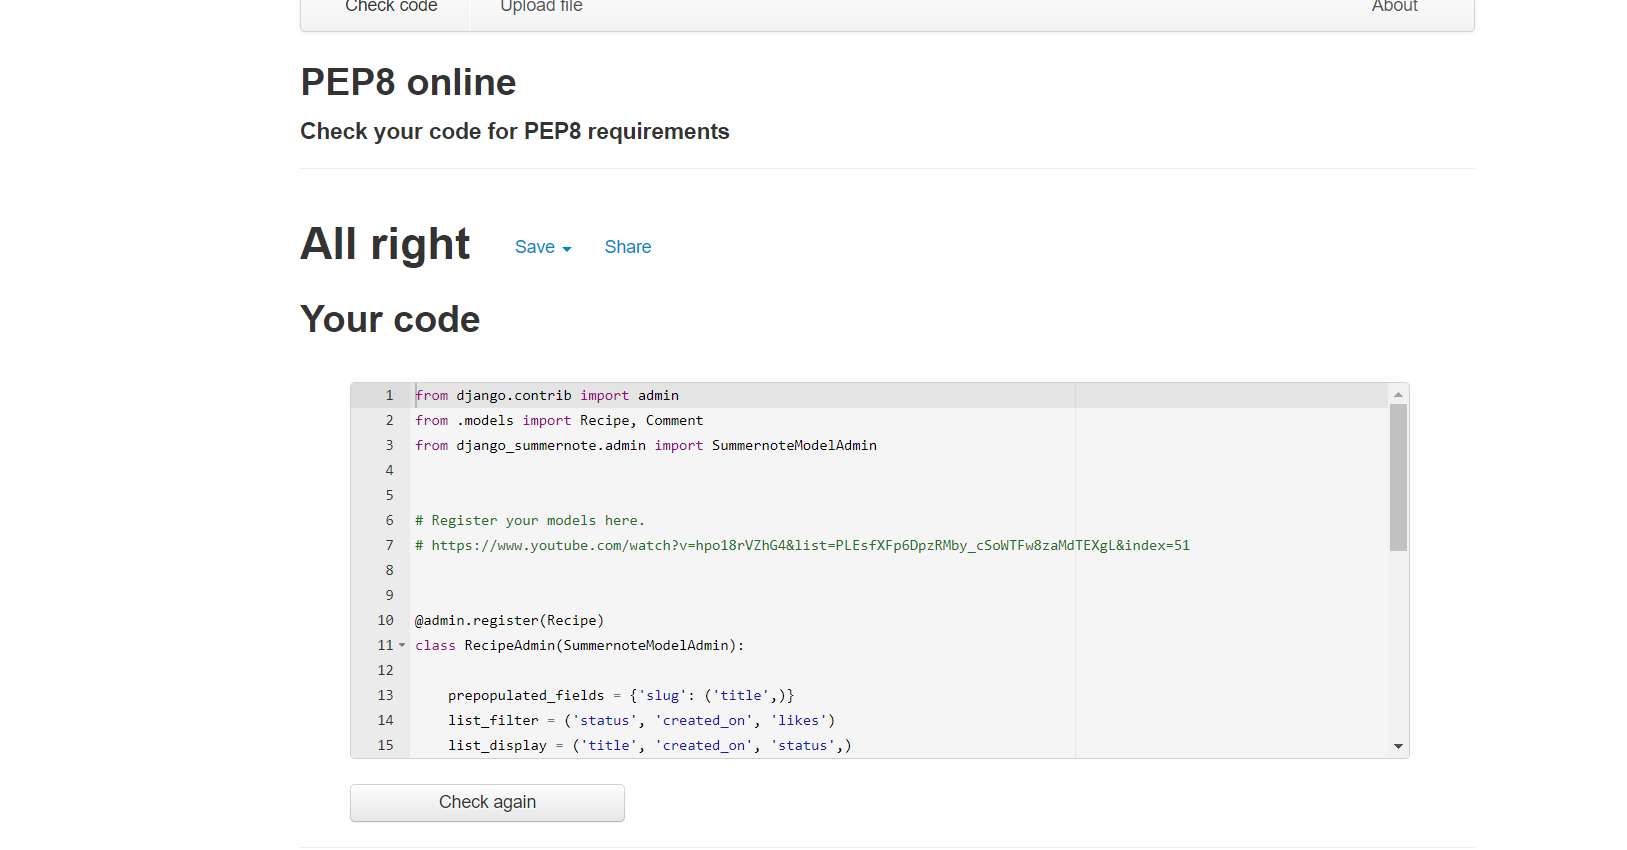 Check code Upload file About
PEP8 online
Check your code for PEP8 requirements
All right Save Share
Your code
1 from django.contrib import admin
2 from .models import Recipe, Comment
3 from django_summernote.admin import SummernoteModelAdmin
4
5
6 # Register your models here.
7 # https://www.youtube.com/watch?v=hpo18rVZhG4&list=PLEsfXFp6DpzRMby_cSoWTFw8zaMdTEXgL&index=51
8
9
10 @admin.register(Recipe)
11 class RecipeAdmin(SummernoteModelAdmin):
12
13     prepopulated_fields = {'slug': ('title',)}
14     list_filter = ('status', 'created_on', 'likes')
15     list_display = ('title', 'created_on', 'status',)
Check again